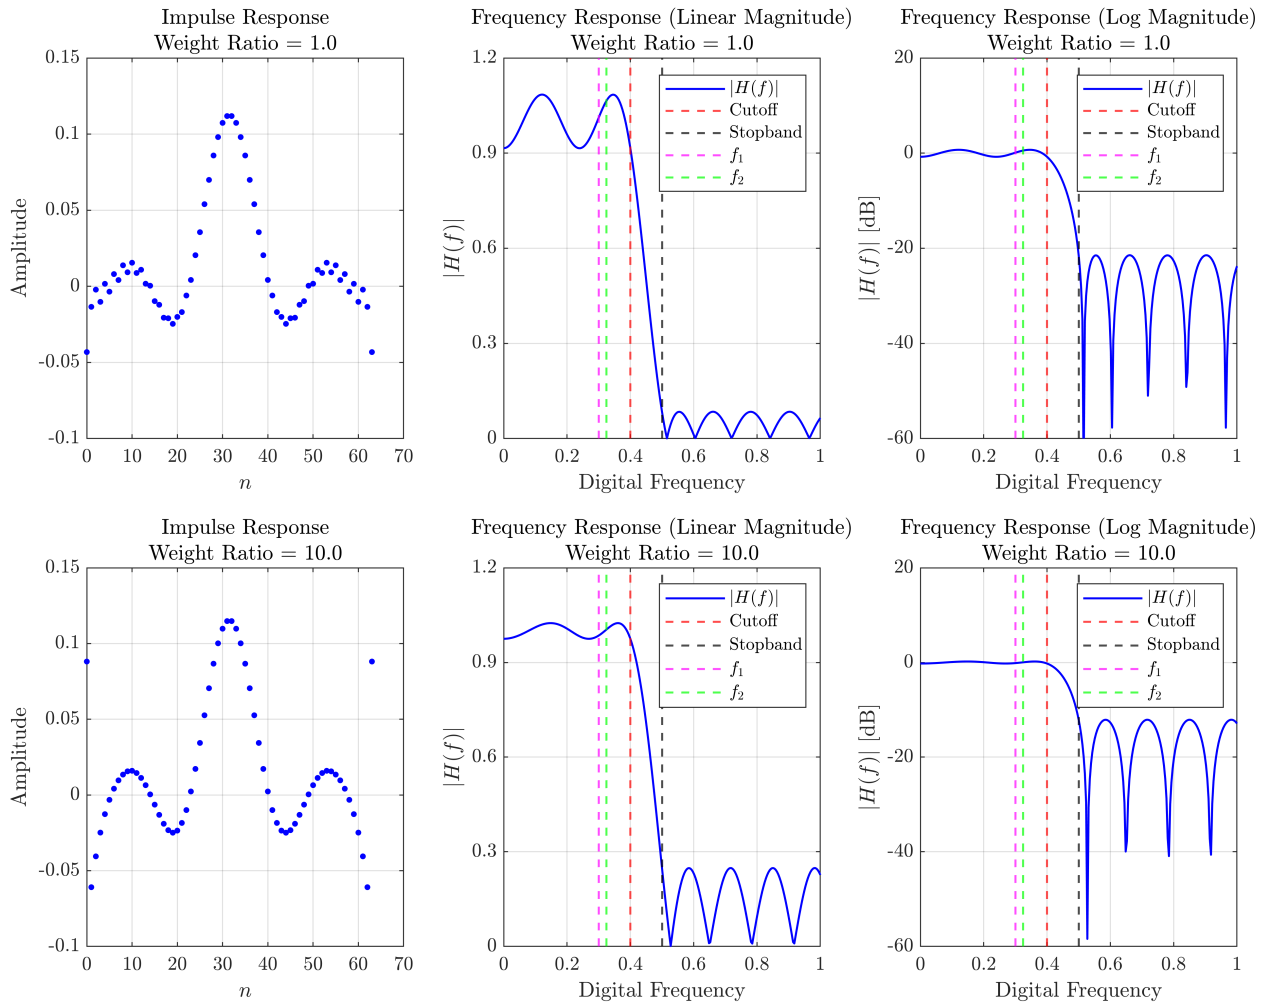 Impulse Response
Weight Ratio = 1.0
0.15
0.1
0.05
0
-0.05
-0.1
0 10 20 30 40 50 60 70
Amplitude
n
Frequency Response (Linear Magnitude)
Weight Ratio = 1.0
1.2
0.9
0.6
0.3
0
0 0.2 0.4 0.6 0.8 1
|H(f)|
Digital Frequency
|H(f)|
Cutoff
Stopband
f₁
f₂
Frequency Response (Log Magnitude)
Weight Ratio = 1.0
20
0
-20
-40
-60
0 0.2 0.4 0.6 0.8 1
|H(f)| [dB]
Digital Frequency
|H(f)|
Cutoff
Stopband
f₁
f₂
Impulse Response
Weight Ratio = 10.0
0.15
0.1
0.05
0
-0.05
-0.1
0 10 20 30 40 50 60 70
Amplitude
n
Frequency Response (Linear Magnitude)
Weight Ratio = 10.0
1.2
0.9
0.6
0.3
0
0 0.2 0.4 0.6 0.8 1
|H(f)|
Digital Frequency
|H(f)|
Cutoff
Stopband
f₁
f₂
Frequency Response (Log Magnitude)
Weight Ratio = 10.0
20
0
-20
-40
-60
0 0.2 0.4 0.6 0.8 1
|H(f)| [dB]
Digital Frequency
|H(f)|
Cutoff
Stopband
f₁
f₂